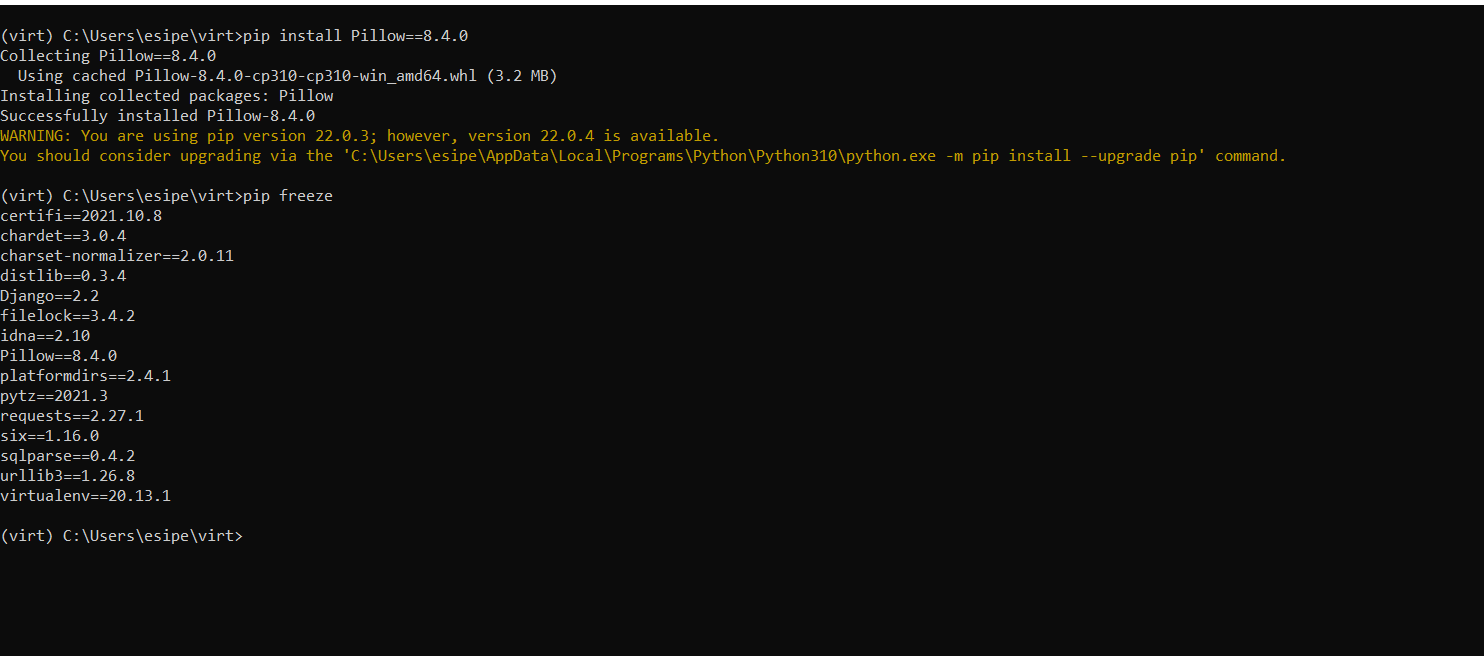 (virt) C:\Users\esipe\virt>pip install Pillow==8.4.0
Collecting Pillow==8.4.0
  Using cached Pillow-8.4.0-cp310-cp310-win_amd64.whl (3.2 MB)
Installing collected packages: Pillow
Successfully installed Pillow-8.4.0
WARNING: You are using pip version 22.0.3; however, version 22.0.4 is available.
You should consider upgrading via the 'C:\Users\esipe\AppData\Local\Programs\Python\Python310\python.exe -m pip install --upgrade pip' command.
(virt) C:\Users\esipe\virt>pip freeze
certifi==2021.10.8
chardet==3.0.4
charset-normalizer==2.0.11
distlib==0.3.4
Django==2.2
filelock==3.4.2
idna==2.10
Pillow==8.4.0
platformdirs==2.4.1
pytz==2021.3
requests==2.27.1
six==1.16.0
sqlparse==0.4.2
urllib3==1.26.8
virtualenv==20.13.1
(virt) C:\Users\esipe\virt>